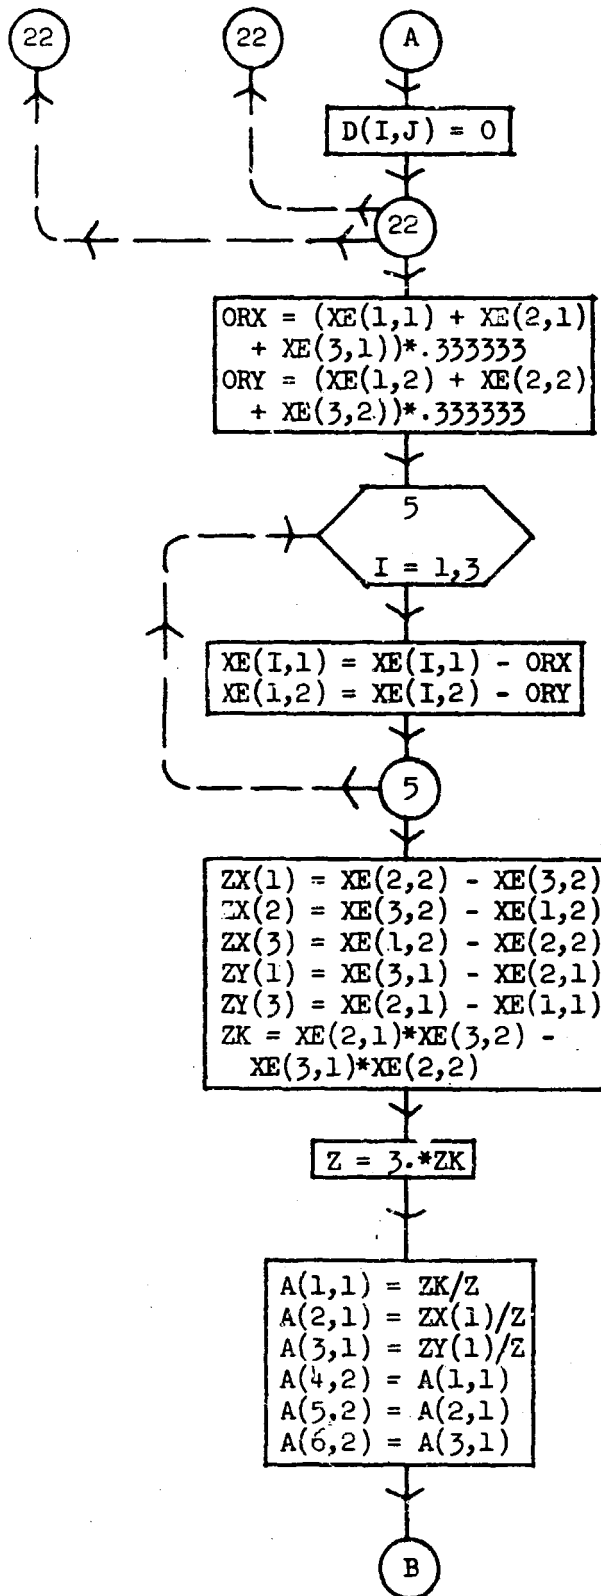 22 22 A
D(I,J) = 0
22
ORX = (XE(1,1) + XE(2,1)
+ XE(3,1))*.333333
ORY = (XE(1,2) + XE(2,2)
+ XE(3,2))*.333333
5
I = 1,3
XE(I,1) = XE(I,1) - ORX
XE(1,2) = XE(I,2) - ORY
5
ZX(1) = XE(2,2) - XE(3,2)
ZX(2) = XE(3,2) - XE(1,2)
ZX(3) = XE(1,2) - XE(2,2)
ZY(1) = XE(3,1) - XE(2,1)
ZY(3) = XE(2,1) - XE(1,1)
ZK = XE(2,1)*XE(3,2) -
XE(3,1)*XE(2,2)
Z = 3.*ZK
A(1,1) = ZK/Z
A(2,1) = ZX(1)/Z
A(3,1) = ZY(1)/Z
A(4,2) = A(1,1)
A(5,2) = A(2,1)
A(6,2) = A(3,1)
B